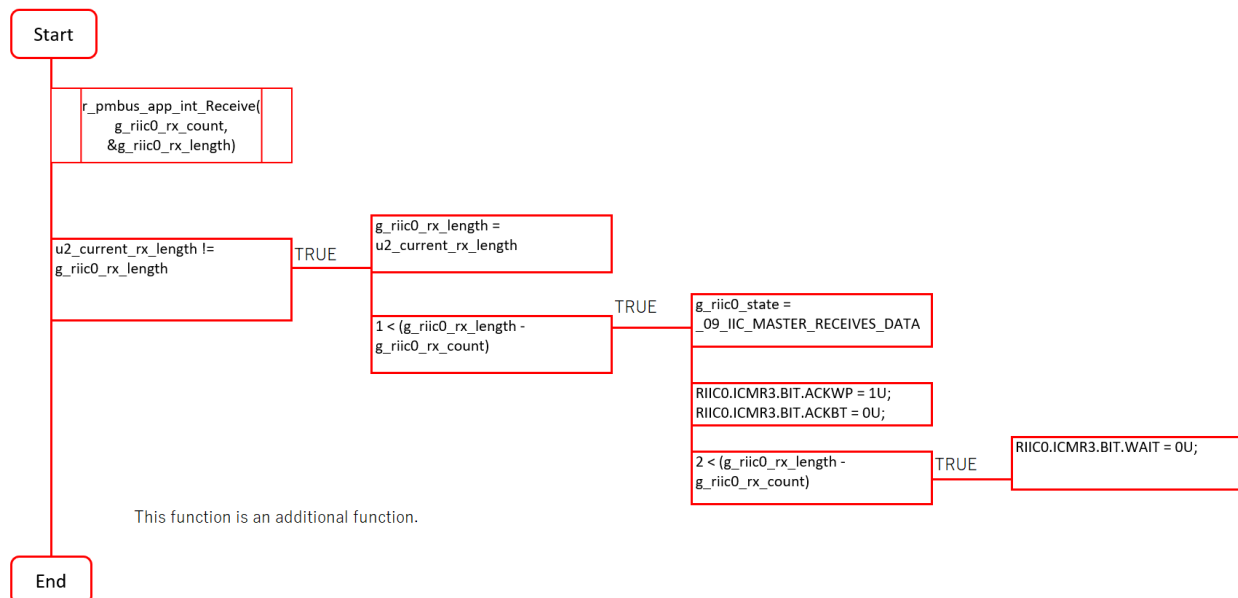 Start
r_pmbus_app_int_Receive(
g_riic0_rx_count,
&g_riic0_rx_length)
u2_current_rx_length !=
g_riic0_rx_length
TRUE
g_riic0_rx_length =
u2_current_rx_length
1 < (g_riic0_rx_length -
g_riic0_rx_count)
TRUE
g_riic0_state =
_09_IIC_MASTER_RECEIVES_DATA
RIIC0.ICMR3.BIT.ACKWP = 1U;
RIIC0.ICMR3.BIT.ACKBT = 0U;
2 < (g_riic0_rx_length -
g_riic0_rx_count)
TRUE
RIIC0.ICMR3.BIT.WAIT = 0U;
This function is an additional function.
End